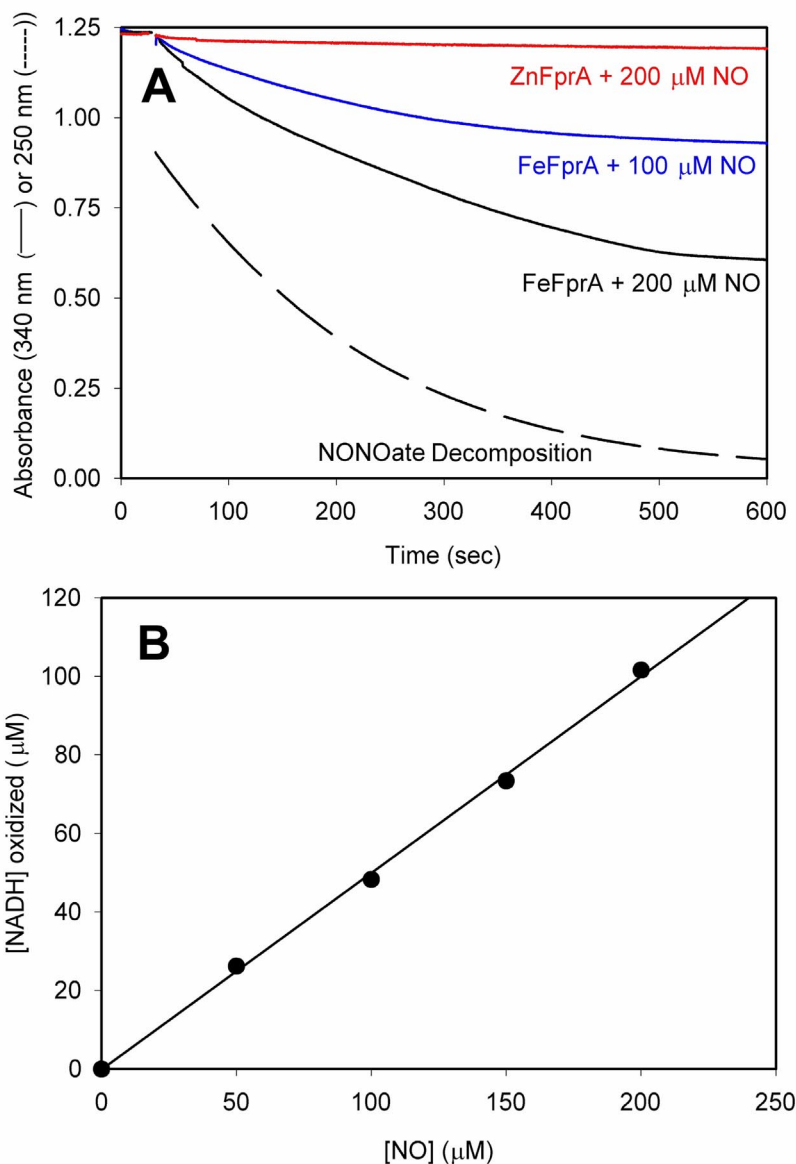 A
1.25
1.00
0.75
0.50
0.25
0.00
Absorbance (340 nm (——) or 250 nm (-----))
ZnFprA + 200 μM NO
FeFprA + 100 μM NO
FeFprA + 200 μM NO
NONOate Decomposition
0 100 200 300 400 500 600
Time (sec)
B
120
100
80
60
40
20
0
[NADH] oxidized ( μM)
0 50 100 150 200 250
[NO] (μM)